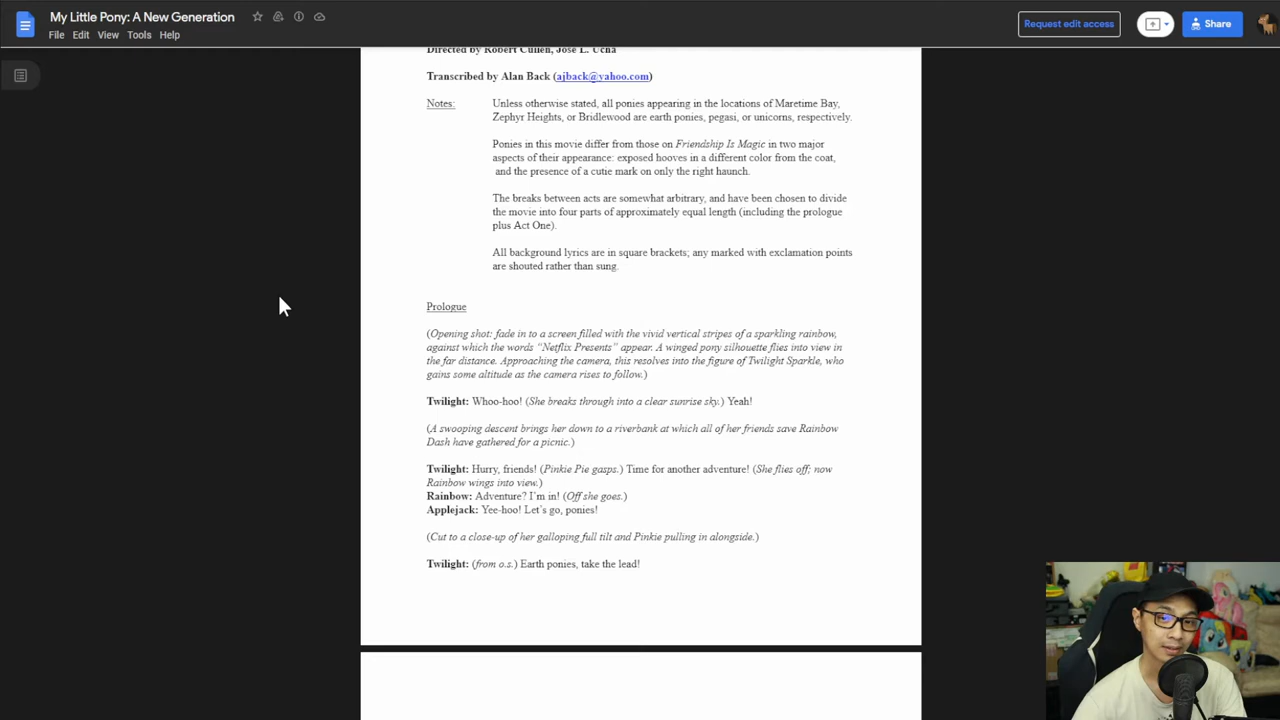 My Little Pony: A New Generation
File Edit View Tools Help
Request edit access
Share
Directed by Robert Cullen, José L. Ucha
Transcribed by Alan Back (ajback@yahoo.com)
Notes: Unless otherwise stated, all ponies appearing in the locations of Maretime Bay,
Zephyr Heights, or Bridlewood are earth ponies, pegasi, or unicorns, respectively.
Ponies in this movie differ from those on Friendship Is Magic in two major
aspects of their appearance: exposed hooves in a different color from the coat,
and the presence of a cutie mark on only the right haunch.
The breaks between acts are somewhat arbitrary, and have been chosen to divide
the movie into four parts of approximately equal length (including the prologue
plus Act One).
All background lyrics are in square brackets; any marked with exclamation points
are shouted rather than sung.
Prologue
(Opening shot: fade in to a screen filled with the vivid vertical stripes of a sparkling rainbow,
against which the words “Netflix Presents” appear. A winged pony silhouette flies into view in
the far distance. Approaching the camera, this resolves into the figure of Twilight Sparkle, who
gains some altitude as the camera rises to follow.)
Twilight: Whoo-hoo! (She breaks through into a clear sunrise sky.) Yeah!
(A swooping descent brings her down to a riverbank at which all of her friends save Rainbow
Dash have gathered for a picnic.)
Twilight: Hurry, friends! (Pinkie Pie gasps.) Time for another adventure! (She flies off; now
Rainbow wings into view.)
Rainbow: Adventure? I’m in! (Off she goes.)
Applejack: Yee-hoo! Let’s go, ponies!
(Cut to a close-up of her galloping full tilt and Pinkie pulling in alongside.)
Twilight: (from o.s.) Earth ponies, take the lead!